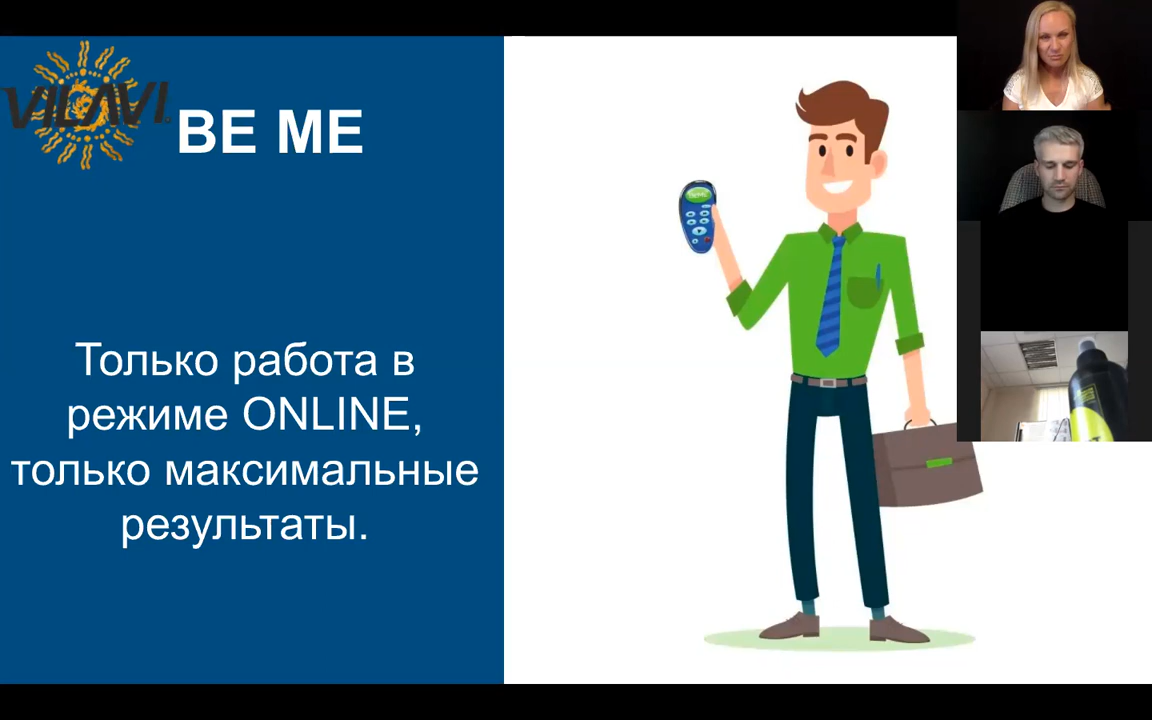 VILAVI
BE ME
Только работа в
режиме ONLINE,
только максимальные
результаты.